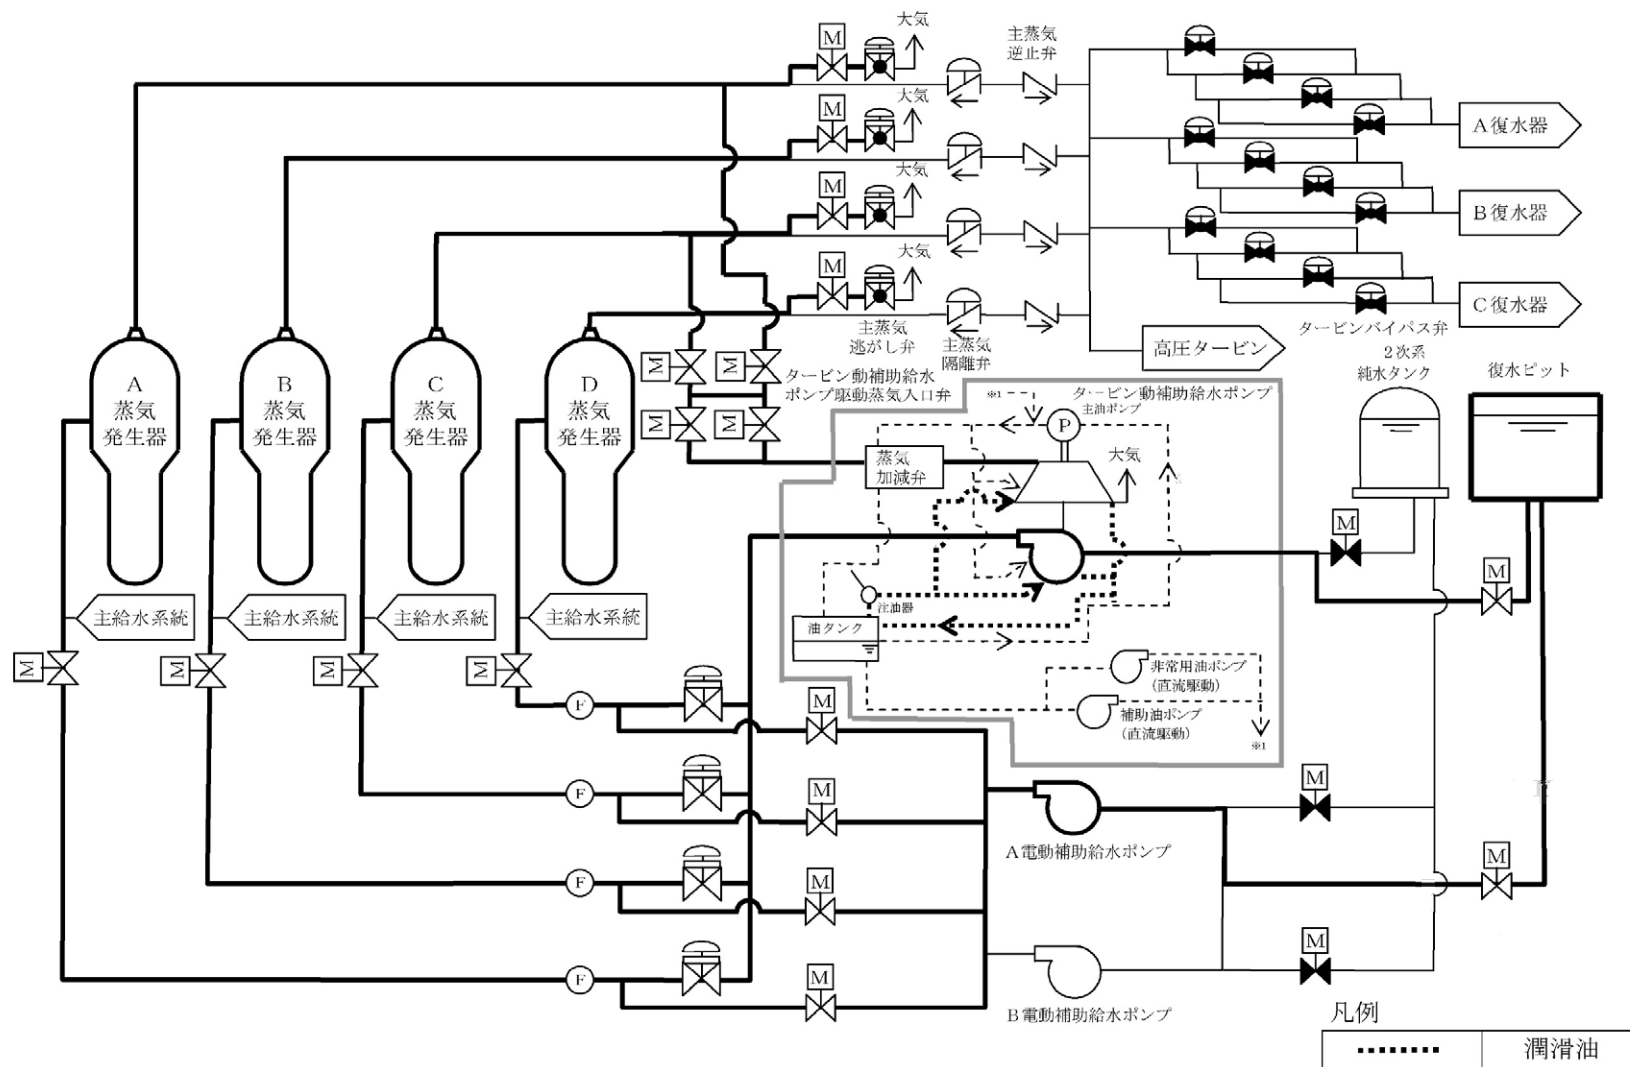 M
大気
主蒸気
逆止弁
M
大気
A復水器
M
大気
B復水器
M
大気
主蒸気
逃がし弁
主蒸気
隔離弁
タービンバイパス弁
C復水器
高圧タービン
2次系
純水タンク
復水ピット
A
蒸気
発生器
B
蒸気
発生器
C
蒸気
発生器
D
蒸気
発生器
M
M
M
M
タービン動補助給水
ポンプ駆動蒸気入口弁
タービン動補助給水ポンプ
※1
主油ポンプ
P
蒸気
加減弁
大気
M
M
注油器
油タンク
主給水系統
主給水系統
主給水系統
主給水系統
M
M
M
M
非常用油ポンプ
(直流駆動)
補助油ポンプ
(直流駆動)
※1
F
M
F
M
M
A電動補助給水ポンプ
F
M
M
F
M
M
B電動補助給水ポンプ
凡例
潤滑油